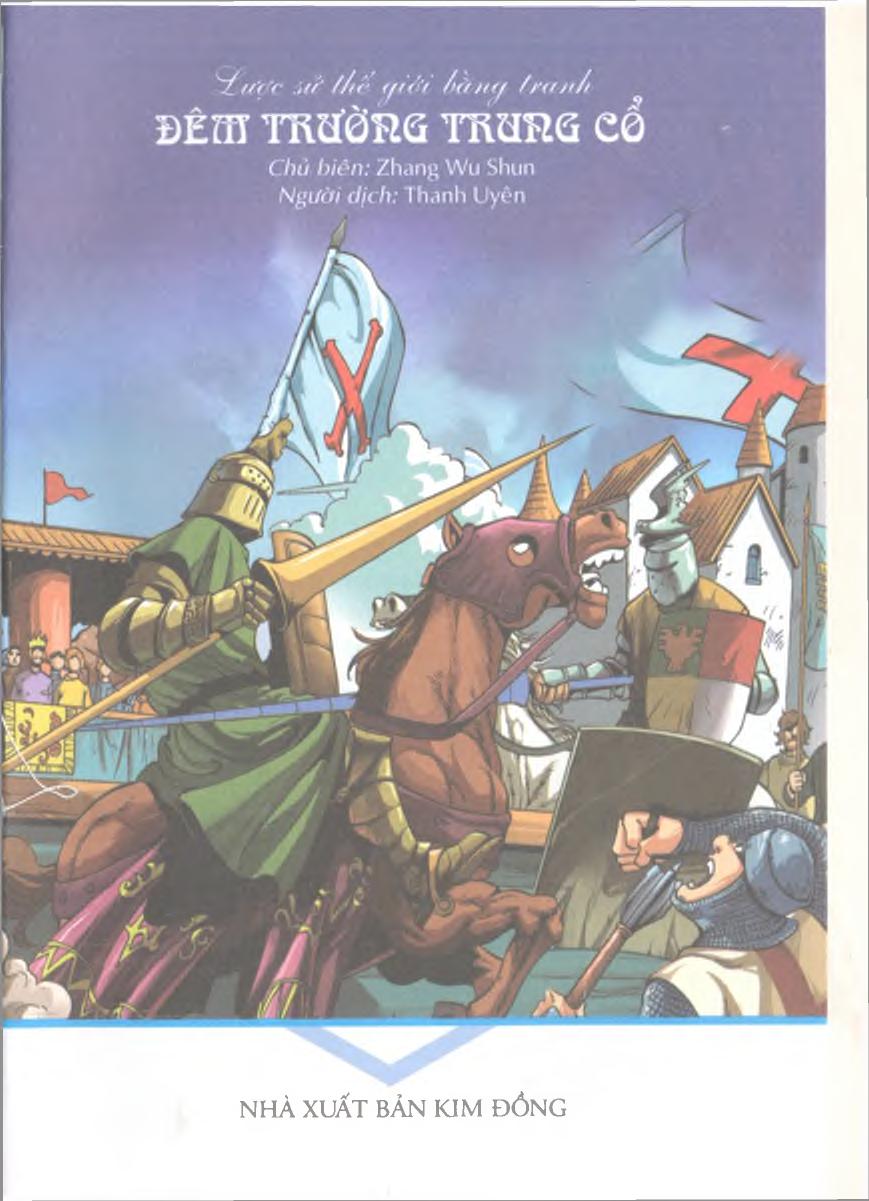 Lược sử thế giới bằng tranh
ĐÊM TRƯỜNG TRUNG CỔ
Chủ biên: Zhang Wu Shun
Người dịch: Thanh Uyên
NHÀ XUẤT BẢN KIM ĐỒNG